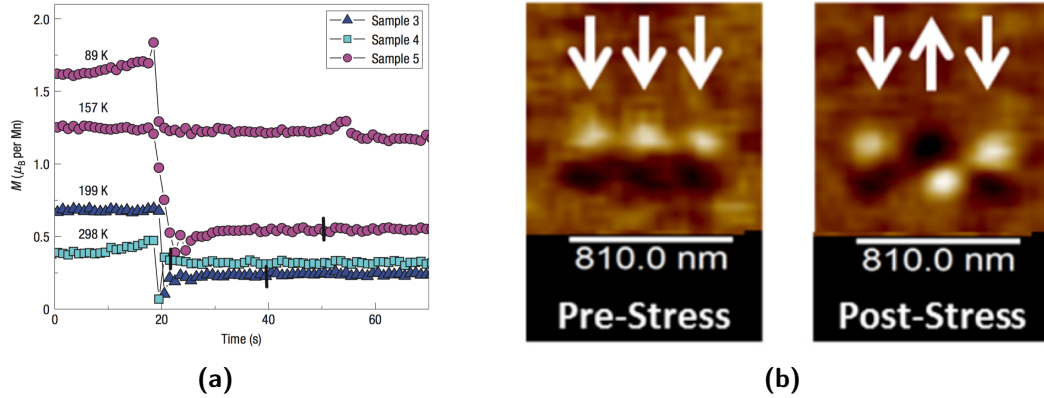 2.0
1.5
1.0
0.5
0
M (μB per Mn)
89 K
157 K
199 K
298 K
Sample 3
Sample 4
Sample 5
0 20 40 60
Time (s)
(a)
810.0 nm
Pre-Stress
810.0 nm
Post-Stress
(b)